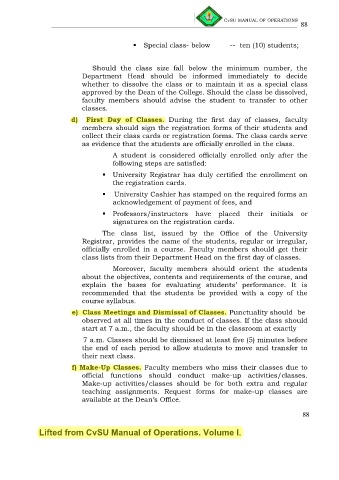 CvSU MANUAL OF OPERATIONS
88
▪ Special class- below -- ten (10) students;
Should the class size fall below the minimum number, the
Department Head should be informed immediately to decide
whether to dissolve the class or to maintain it as a special class
approved by the Dean of the College. Should the class be dissolved,
faculty members should advise the student to transfer to other
classes.
d) First Day of Classes. During the first day of classes, faculty
members should sign the registration forms of their students and
collect their class cards or registration forms. The class cards serve
as evidence that the students are officially enrolled in the class.
A student is considered officially enrolled only after the
following steps are satisfied:
▪ University Registrar has duly certified the enrollment on
the registration cards.
▪ University Cashier has stamped on the required forms an
acknowledgement of payment of fees, and
▪ Professors/instructors have placed their initials or
signatures on the registration cards.
The class list, issued by the Office of the University
Registrar, provides the name of the students, regular or irregular,
officially enrolled in a course. Faculty members should get their
class lists from their Department Head on the first day of classes.
Moreover, faculty members should orient the students
about the objectives, contents and requirements of the course, and
explain the bases for evaluating students' performance. It is
recommended that the students be provided with a copy of the
course syllabus.
e) Class Meetings and Dismissal of Classes. Punctuality should be
observed at all times in the conduct of classes. If the class should
start at 7 a.m., the faculty should be in the classroom at exactly
7 a.m. Classes should be dismissed at least five (5) minutes before
the end of each period to allow students to move and transfer to
their next class.
f) Make-Up Classes. Faculty members who miss their classes due to
official functions should conduct make-up activities/classes.
Make-up activities/classes should be for both extra and regular
teaching assignments. Request forms for make-up classes are
available at the Dean's Office.
88
Lifted from CvSU Manual of Operations. Volume I.